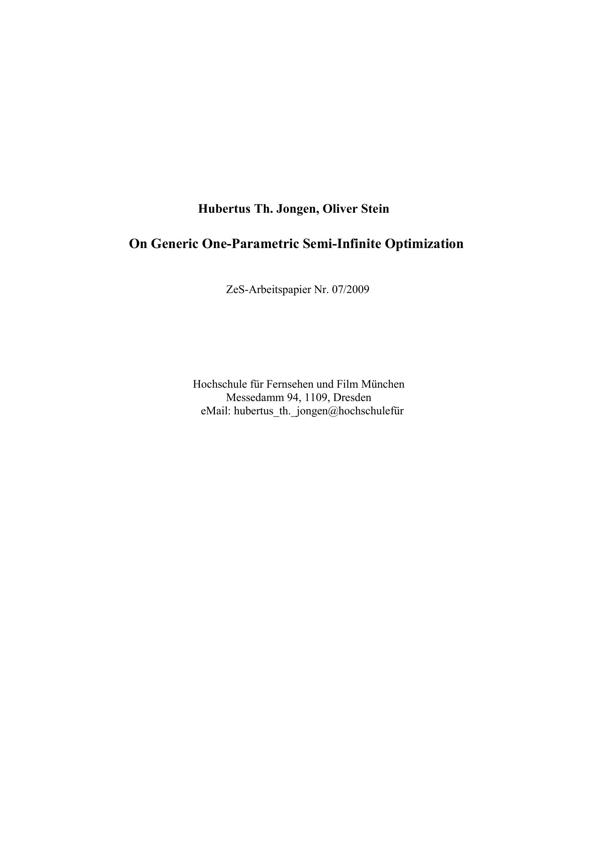 Hubertus Th. Jongen, Oliver Stein
On Generic One-Parametric Semi-Infinite Optimization
ZeS-Arbeitspapier Nr. 07/2009
Hochschule für Fernsehen und Film München
Messedamm 94, 1109, Dresden
eMail: hubertus_th._jongen@hochschulefür